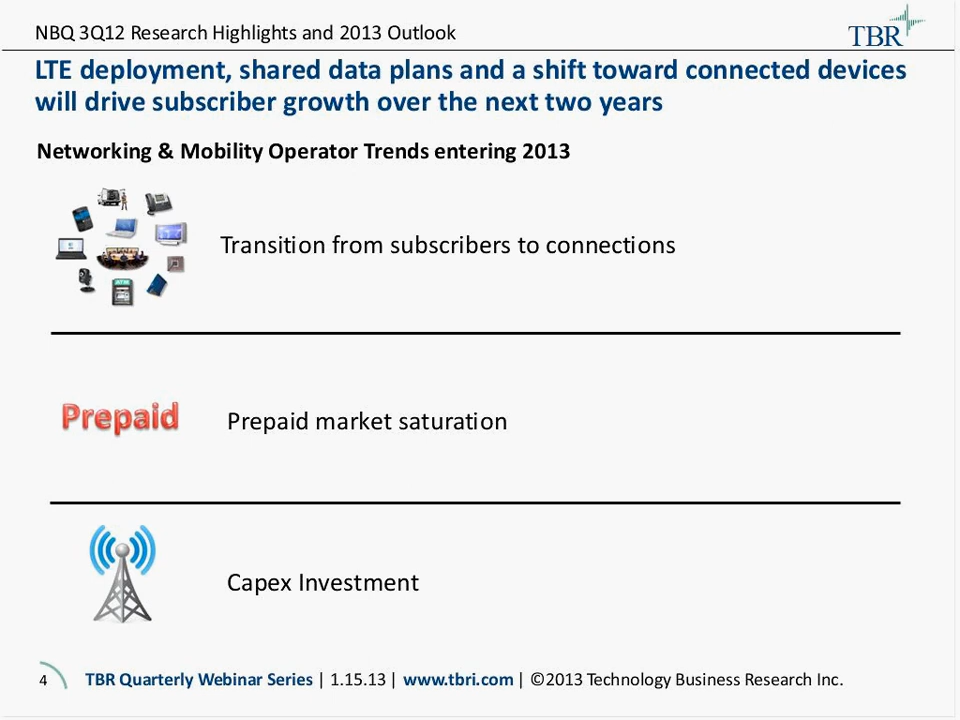 NBQ 3Q12 Research Highlights and 2013 Outlook
TBR
LTE deployment, shared data plans and a shift toward connected devices
will drive subscriber growth over the next two years
Networking & Mobility Operator Trends entering 2013
Transition from subscribers to connections
ATM
Prepaid
Prepaid market saturation
Capex Investment
4
TBR Quarterly Webinar Series | 1.15.13 | www.tbri.com | ©2013 Technology Business Research Inc.